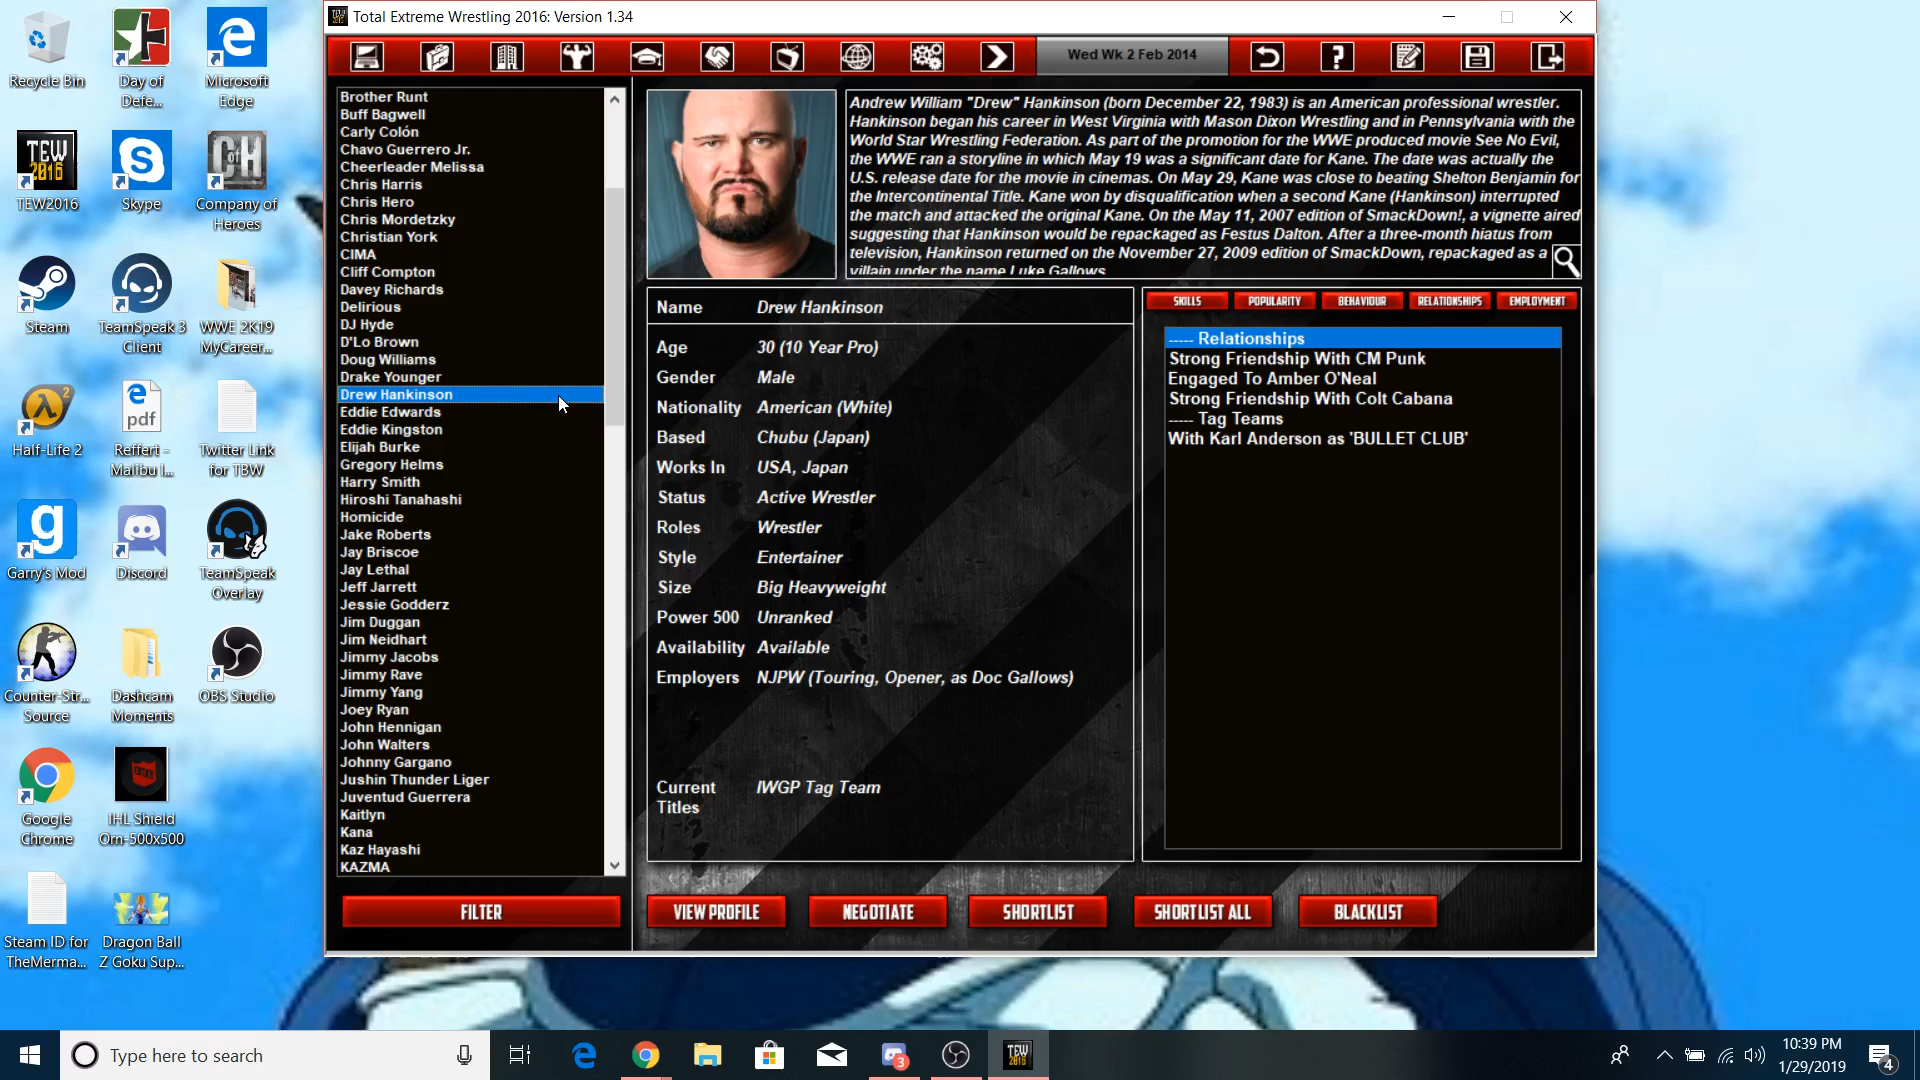 Total Extreme Wrestling 2016: Version 1.34
Wed Wk 2 Feb 2014
Recycle Bin
Day of
Defe...
Microsoft
Edge
TEW
2016
TEW2016
Skype
Company of
Heroes
Steam
TeamSpeak 3
Client
WWE 2K19
MyCareer...
Half-Life 2
pdf
Reffert -
Malibu I...
Twitter Link
for TBW
Garry's Mod
Discord
TeamSpeak
Overlay
Counter-Str...
Source
Dashcam
Moments
OBS Studio
Google
Chrome
IHL Shield
Orn-500x500
Steam ID for
TheMerma...
Dragon Ball
Z Goku Sup...
Brother Runt
Buff Bagwell
Carly Colón
Chavo Guerrero Jr.
Cheerleader Melissa
Chris Harris
Chris Hero
Chris Mordetzky
Christian York
CIMA
Cliff Compton
Davey Richards
Delirious
DJ Hyde
D'Lo Brown
Doug Williams
Drake Younger
Drew Hankinson
Eddie Edwards
Eddie Kingston
Elijah Burke
Gregory Helms
Harry Smith
Hiroshi Tanahashi
Homicide
Jake Roberts
Jay Briscoe
Jay Lethal
Jeff Jarrett
Jessie Godderz
Jim Duggan
Jim Neidhart
Jimmy Jacobs
Jimmy Rave
Jimmy Yang
Joey Ryan
John Hennigan
John Walters
Johnny Gargano
Jushin Thunder Liger
Juventud Guerrera
Kaitlyn
Kana
Kaz Hayashi
KAZMA
FILTER
Andrew William "Drew" Hankinson (born December 22, 1983) is an American professional wrestler.
Hankinson began his career in West Virginia with Mason Dixon Wrestling and in Pennsylvania with the
World Star Wrestling Federation. As part of the promotion for the WWE produced movie See No Evil,
the WWE ran a storyline in which May 19 was a significant date for Kane. The date was actually the
U.S. release date for the movie in cinemas. On May 29, Kane was close to beating Shelton Benjamin for
the Intercontinental Title. Kane won by disqualification when a second Kane (Hankinson) interrupted
the match and attacked the original Kane. On the May 11, 2007 edition of SmackDown!, a vignette aired
suggesting that Hankinson would be repackaged as Festus Dalton. After a three-month hiatus from
television, Hankinson returned on the November 27, 2009 edition of SmackDown, repackaged as a
villain under the name Luke Gallows.
Name Drew Hankinson
Age 30 (10 Year Pro)
Gender Male
Nationality American (White)
Based Chubu (Japan)
Works In USA, Japan
Status Active Wrestler
Roles Wrestler
Style Entertainer
Size Big Heavyweight
Power 500 Unranked
Availability Available
Employers NJPW (Touring, Opener, as Doc Gallows)
Current IWGP Tag Team
Titles
SKILLS POPULARITY BEHAVIOUR RELATIONSHIPS EMPLOYMENT
----- Relationships
Strong Friendship With CM Punk
Engaged To Amber O'Neal
Strong Friendship With Colt Cabana
----- Tag Teams
With Karl Anderson as 'BULLET CLUB'
VIEW PROFILE NEGOTIATE SHORTLIST SHORTLIST ALL BLACKLIST
Type here to search
3
TEW
2016
10:39 PM
1/29/2019
4